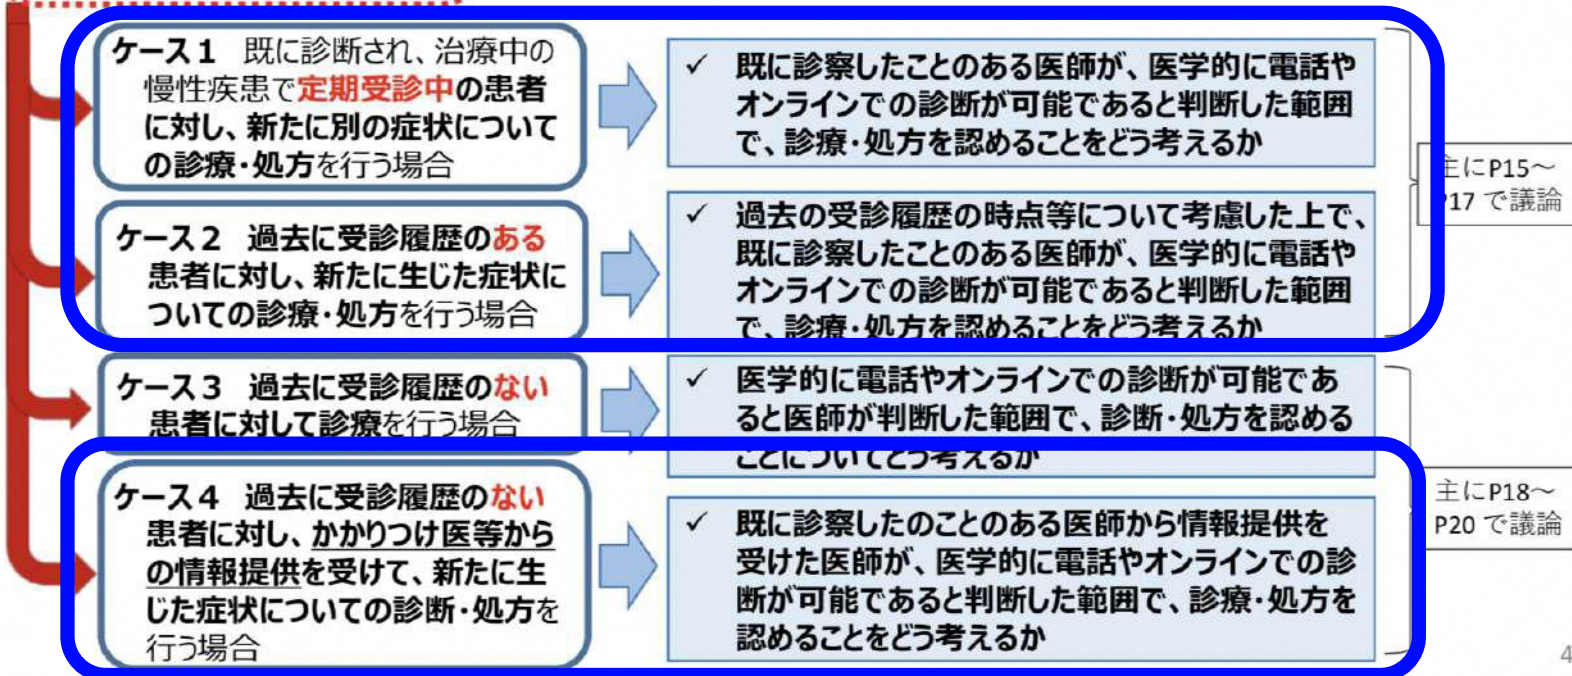 ケース１　既に診断され、治療中の
慢性疾患で定期受診中の患者
に対し、新たに別の症状について
の診療・処方を行う場合
✓ 既に診察したことのある医師が、医学的に電話や
オンラインでの診断が可能であると判断した範囲
で、診療・処方を認めることをどう考えるか
主にP15～
P17 で議論
ケース２　過去に受診履歴のある
患者に対し、新たに生じた症状に
ついての診療・処方を行う場合
✓ 過去の受診履歴の時点等について考慮した上で、
既に診察したことのある医師が、医学的に電話や
オンラインでの診断が可能であると判断した範囲
で、診療・処方を認めることをどう考えるか
ケース３　過去に受診履歴のない
患者に対して診療を行う場合
✓ 医学的に電話やオンラインでの診断が可能であ
ると医師が判断した範囲で、診断・処方を認める
ことについてどう考えるか
ケース４　過去に受診履歴のない
患者に対し、かかりつけ医等から
の情報提供を受けて、新たに生
じた症状についての診断・処方を
行う場合
✓ 既に診察したのことのある医師から情報提供を
受けた医師が、医学的に電話やオンラインでの診
断が可能であると判断した範囲で、診療・処方を
認めることをどう考えるか
主にP18～
P20 で議論
4